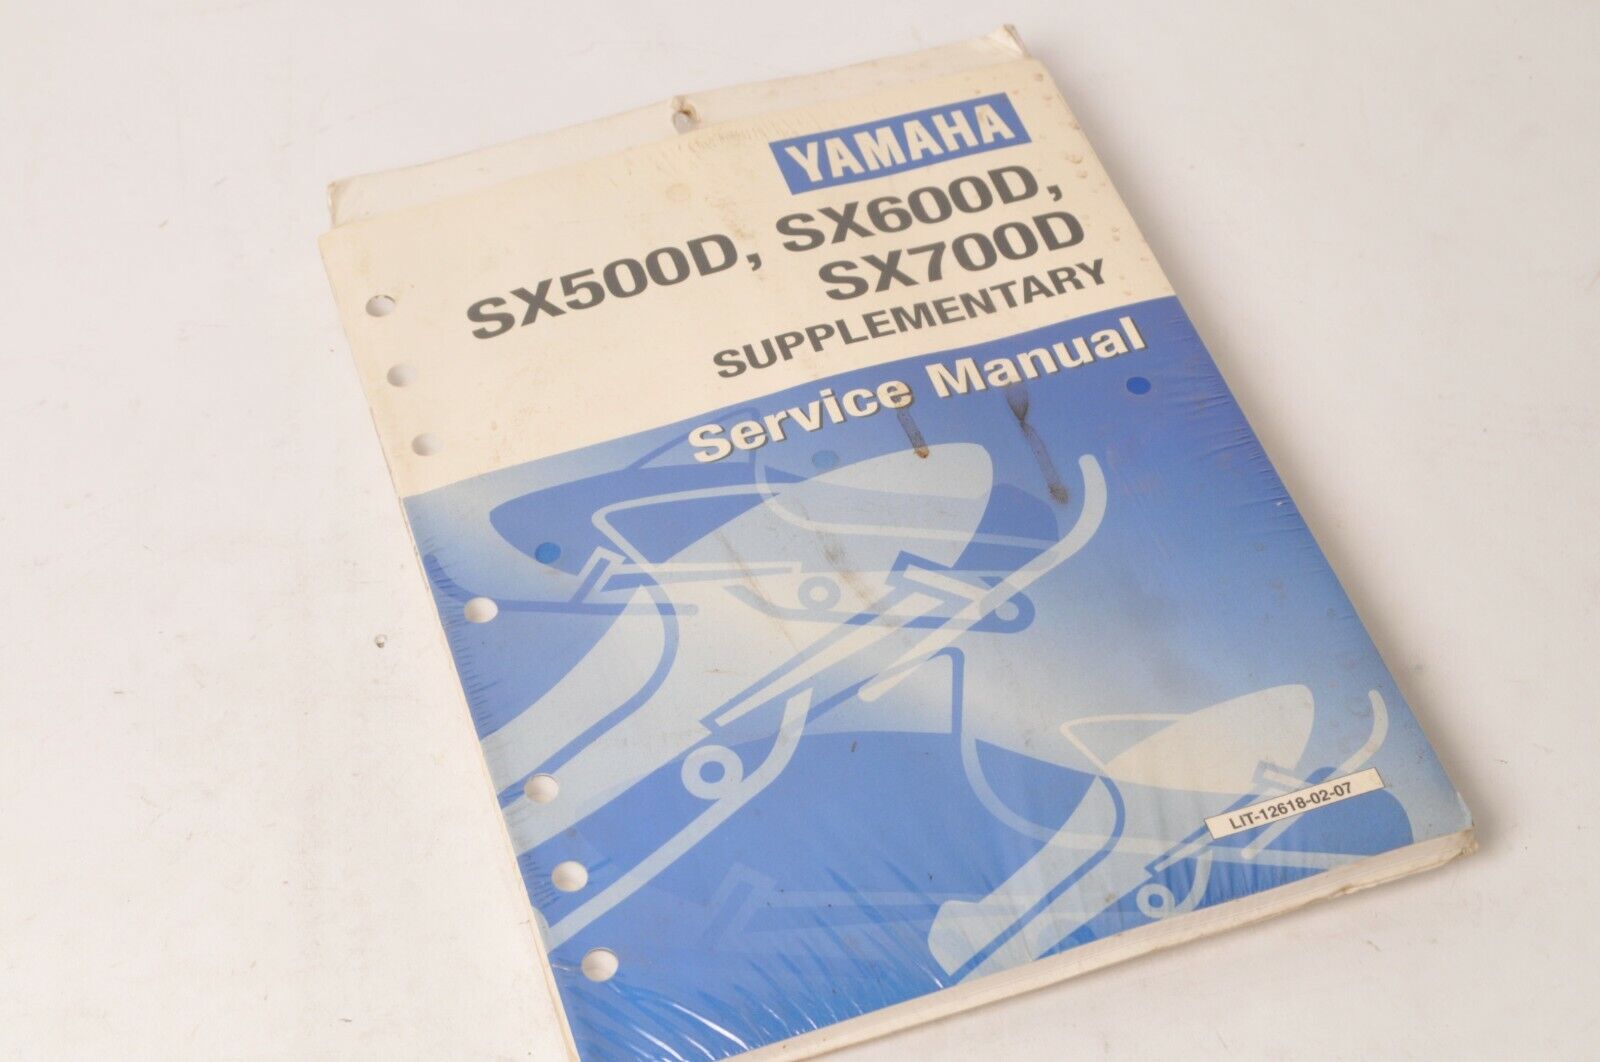 YAMAHA
SX500D, SX600D,
SX700D
SUPPLEMENTARY
Service Manual
LIT-12618-02-07